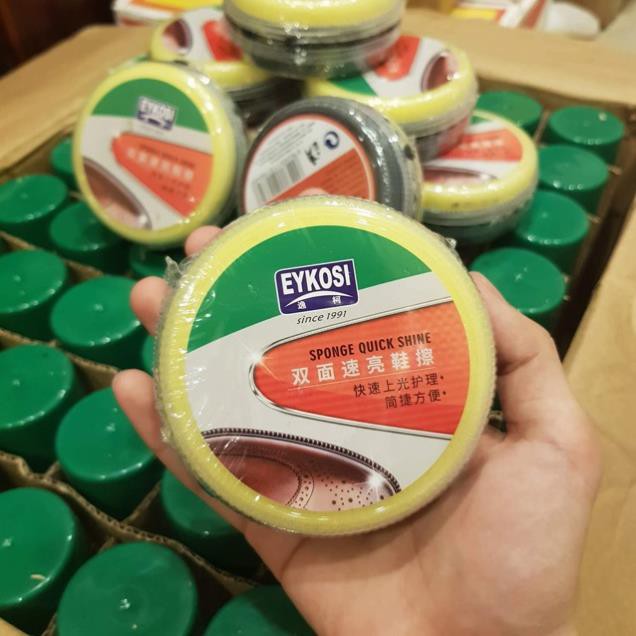 EYKOSI
EYKOSI
逸 柯
since 1991
SPONGE QUICK SHINE
双面速亮鞋擦
快速上光护理•
简捷方便•